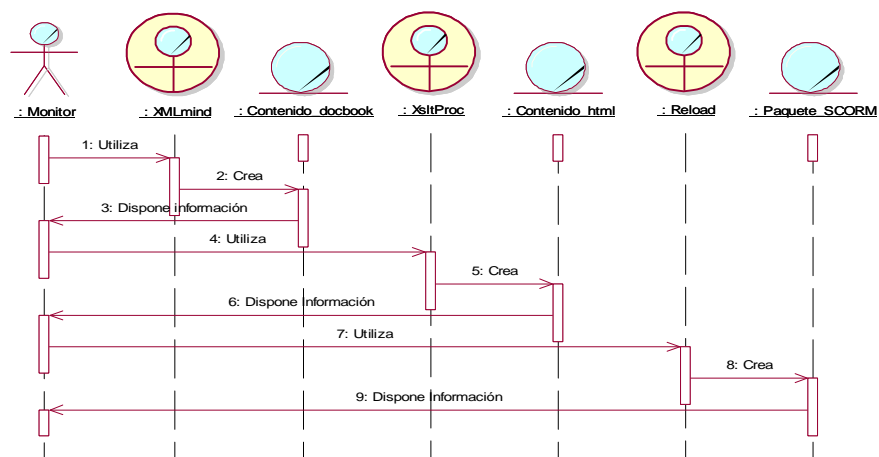 : Monitor
: XMLmind
: Contenido_docbook
: XsltProc
: Contenido_html
: Reload
: Paquete_SCORM
1: Utiliza
2: Crea
3: Dispone información
4: Utiliza
5: Crea
6: Dispone Información
7: Utiliza
8: Crea
9: Dispone Información